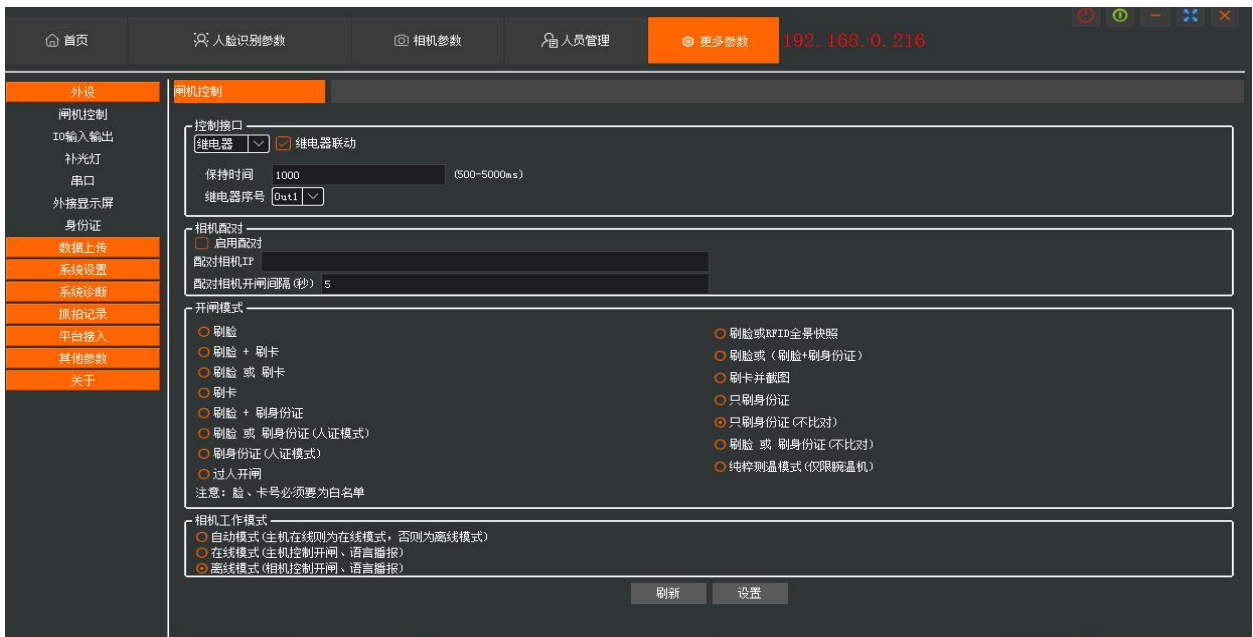 首页
人脸识别参数
相机参数
人员管理
更多参数
192.168.0.216
外设
闸机控制
IO输入输出
补光灯
串口
外接显示屏
身份证
数据上传
系统设置
系统诊断
抓拍记录
平台接入
其他参数
关于
闸机控制
控制接口
继电器 继电器联动
保持时间 1000 (500-5000ms)
继电器序号 Out1
相机配对
启用配对
配对相机IP
配对相机开闸间隔(秒) 5
开闸模式
刷脸
刷脸 + 刷卡
刷脸 或 刷卡
刷卡
刷脸 + 刷身份证
刷脸 或 刷身份证(人证模式)
刷身份证(人证模式)
过人开闸
注意: 脸、卡号必须要为白名单
刷脸或RFID全景快照
刷脸或（刷脸+刷身份证）
刷卡并截图
只刷身份证
只刷身份证(不比对)
刷脸 或 刷身份证(不比对)
纯粹测温模式(仅限腕温机)
相机工作模式
自动模式(主机在线则为在线模式，否则为离线模式)
在线模式(主机控制开闸、语言播报)
离线模式(相机控制开闸、语言播报)
刷新
设置